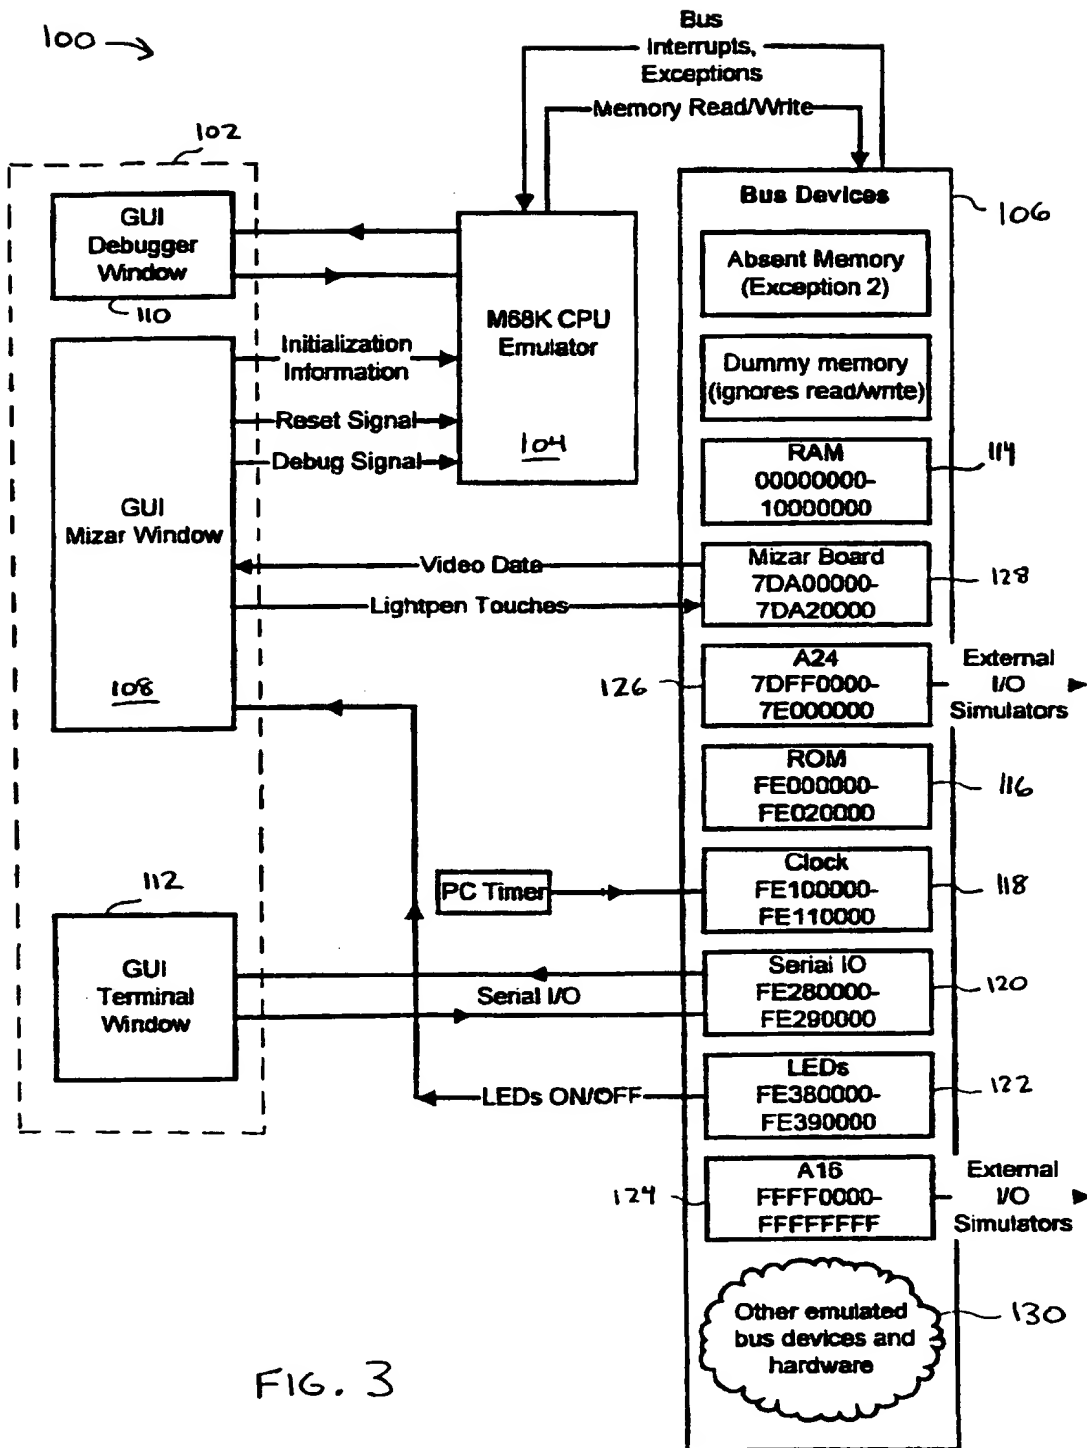 100
Bus
Interrupts,
Exceptions
Memory Read/Write
102
Bus Devices
106
GUI
Debugger
Window
110
Absent Memory
(Exception 2)
M68K CPU
Emulator
104
Initialization
Information
Reset Signal
Debug Signal
Dummy memory
(ignores read/write)
RAM
00000000-
10000000
114
GUI
Mizar Window
108
Video Data
Lightpen Touches
Mizar Board
7DA00000-
7DA20000
128
126
A24
7DFF0000-
7E000000
External
I/O
Simulators
ROM
FE000000-
FE020000
116
PC Timer
Clock
FE100000-
FE110000
118
112
GUI
Terminal
Window
Serial I/O
Serial IO
FE280000-
FE290000
120
LEDs ON/OFF
LEDs
FE380000-
FE390000
122
124
A16
FFFF0000-
FFFFFFFF
External
I/O
Simulators
Other emulated
bus devices and
hardware
130
FIG. 3